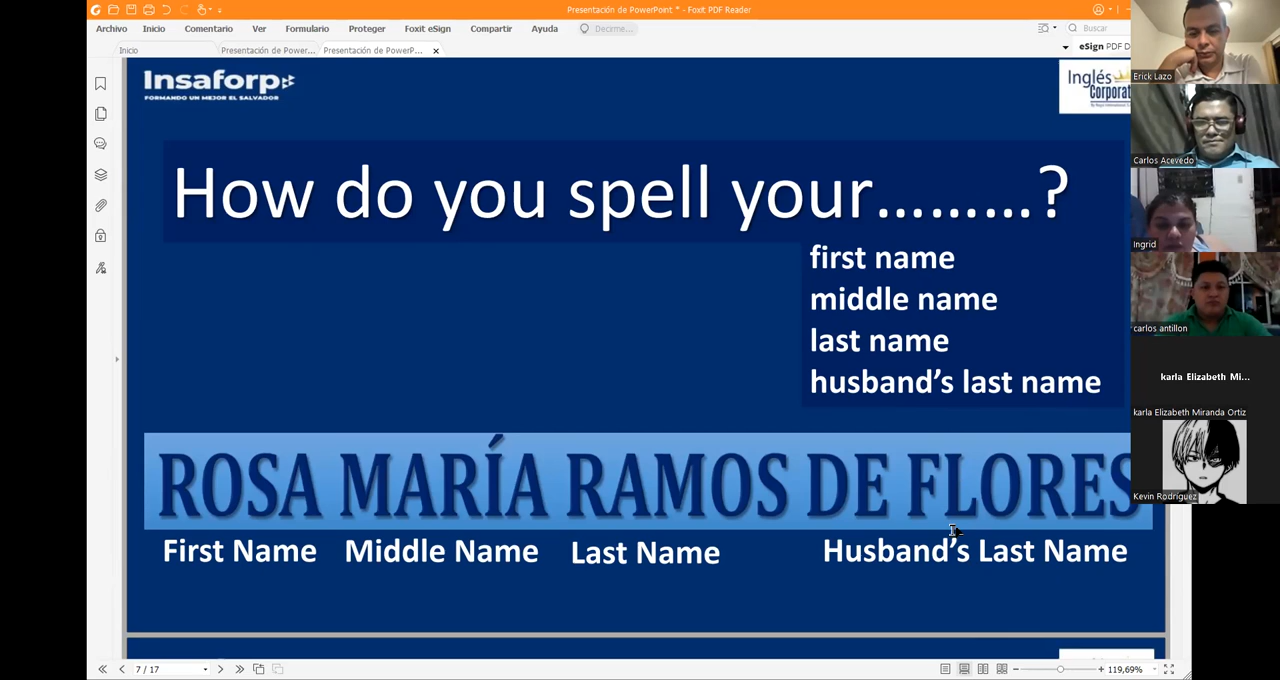 Presentación de PowerPoint * - Foxit PDF Reader
Archivo Inicio Comentario Ver Formulario Proteger Foxit eSign Compartir Ayuda Decirme... Buscar
Inicio Presentación de Power... Presentación de PowerP... × eSign PDF D
Insaforp
FORMANDO UN MEJOR EL SALVADOR
Inglés
Corporat
How do you spell your.........?
first name
middle name
last name
husband's last name
ROSA MARÍA RAMOS DE FLORES
First Name Middle Name Last Name Husband's Last Name
7 / 17
119,69%
Erick Lazo
Carlos Acevedo
Ingrid
carlos antillon
karla Elizabeth Mi...
karla Elizabeth Miranda Ortiz
Kevin Rodríguez